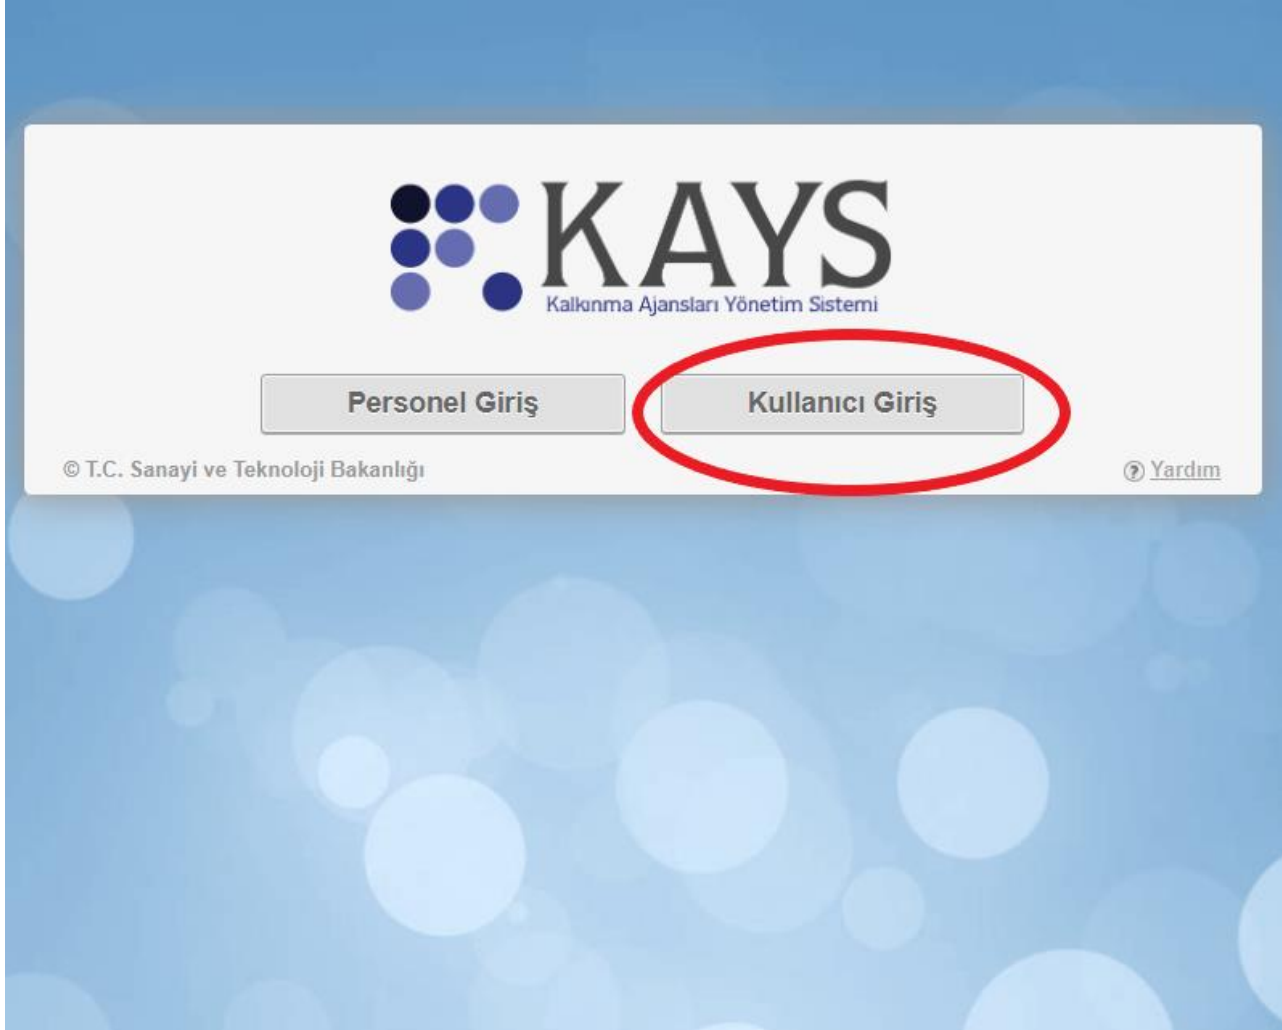 KAYS
Kalkınma Ajansları Yönetim Sistemi
Personel Giriş
Kullanıcı Giriş
© T.C. Sanayi ve Teknoloji Bakanlığı
? Yardım